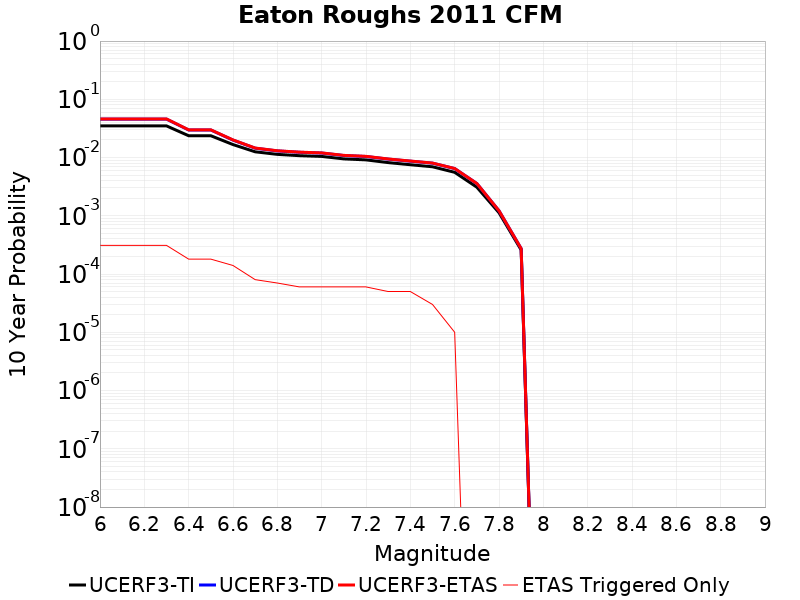 Eaton Roughs 2011 CFM
10^0
10^-1
10^-2
10^-3
10^-4
10^-5
10^-6
10^-7
10^-8
10 Year Probability
6 6.2 6.4 6.6 6.8 7 7.2 7.4 7.6 7.8 8 8.2 8.4 8.6 8.8 9
Magnitude
UCERF3-TI UCERF3-TD UCERF3-ETAS ETAS Triggered Only